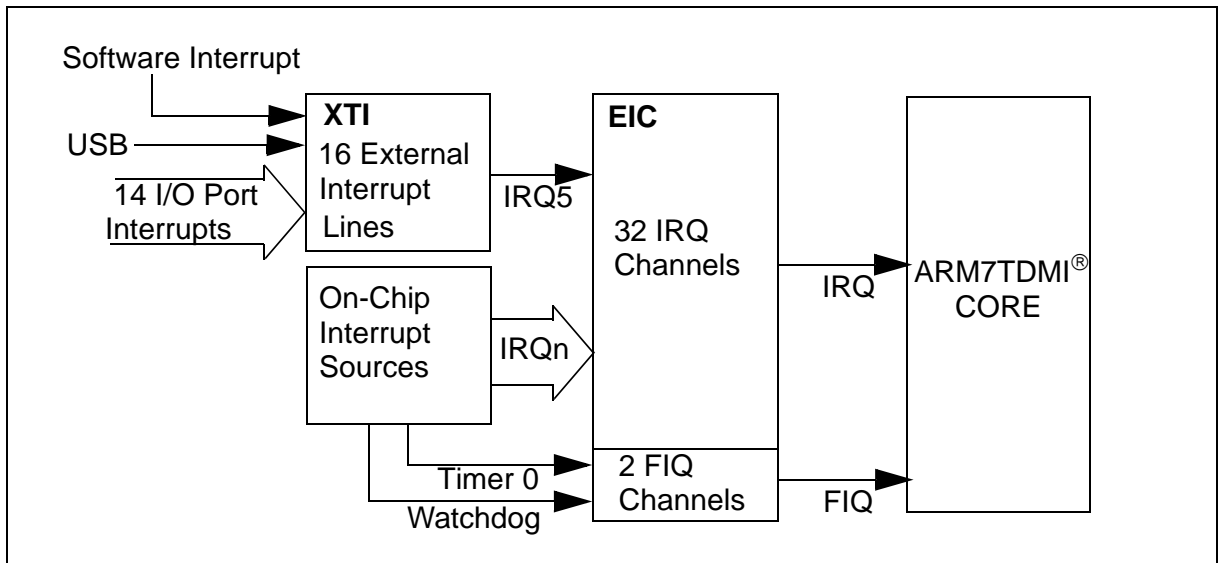 Software Interrupt
USB
14 I/O Port
Interrupts
XTI
16 External
Interrupt
Lines
IRQ5
On-Chip
Interrupt
Sources
IRQn
Timer 0
Watchdog
EIC
32 IRQ
Channels
2 FIQ
Channels
IRQ
FIQ
ARM7TDMI®
CORE